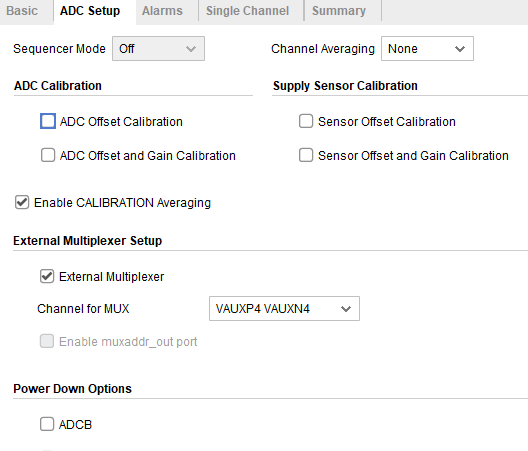 Basic ADC Setup Alarms Single Channel Summary
Sequencer Mode Off Channel Averaging None
ADC Calibration Supply Sensor Calibration
ADC Offset Calibration Sensor Offset Calibration
ADC Offset and Gain Calibration Sensor Offset and Gain Calibration
Enable CALIBRATION Averaging
External Multiplexer Setup
External Multiplexer
Channel for MUX VAUXP4 VAUXN4
Enable muxaddr_out port
Power Down Options
ADCB